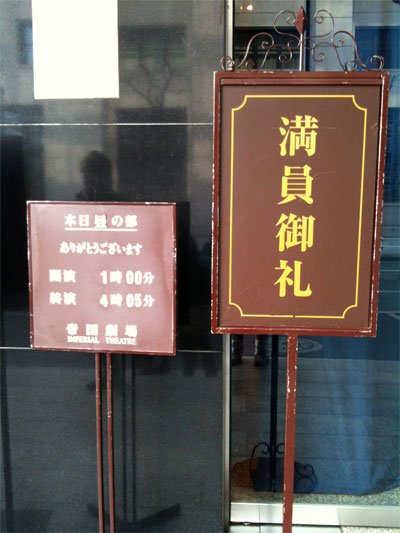 本日昼の部
ありがとうございます
開演 1時00分
終演 4時05分
帝国劇場
IMPERIAL THEATRE
満員御礼